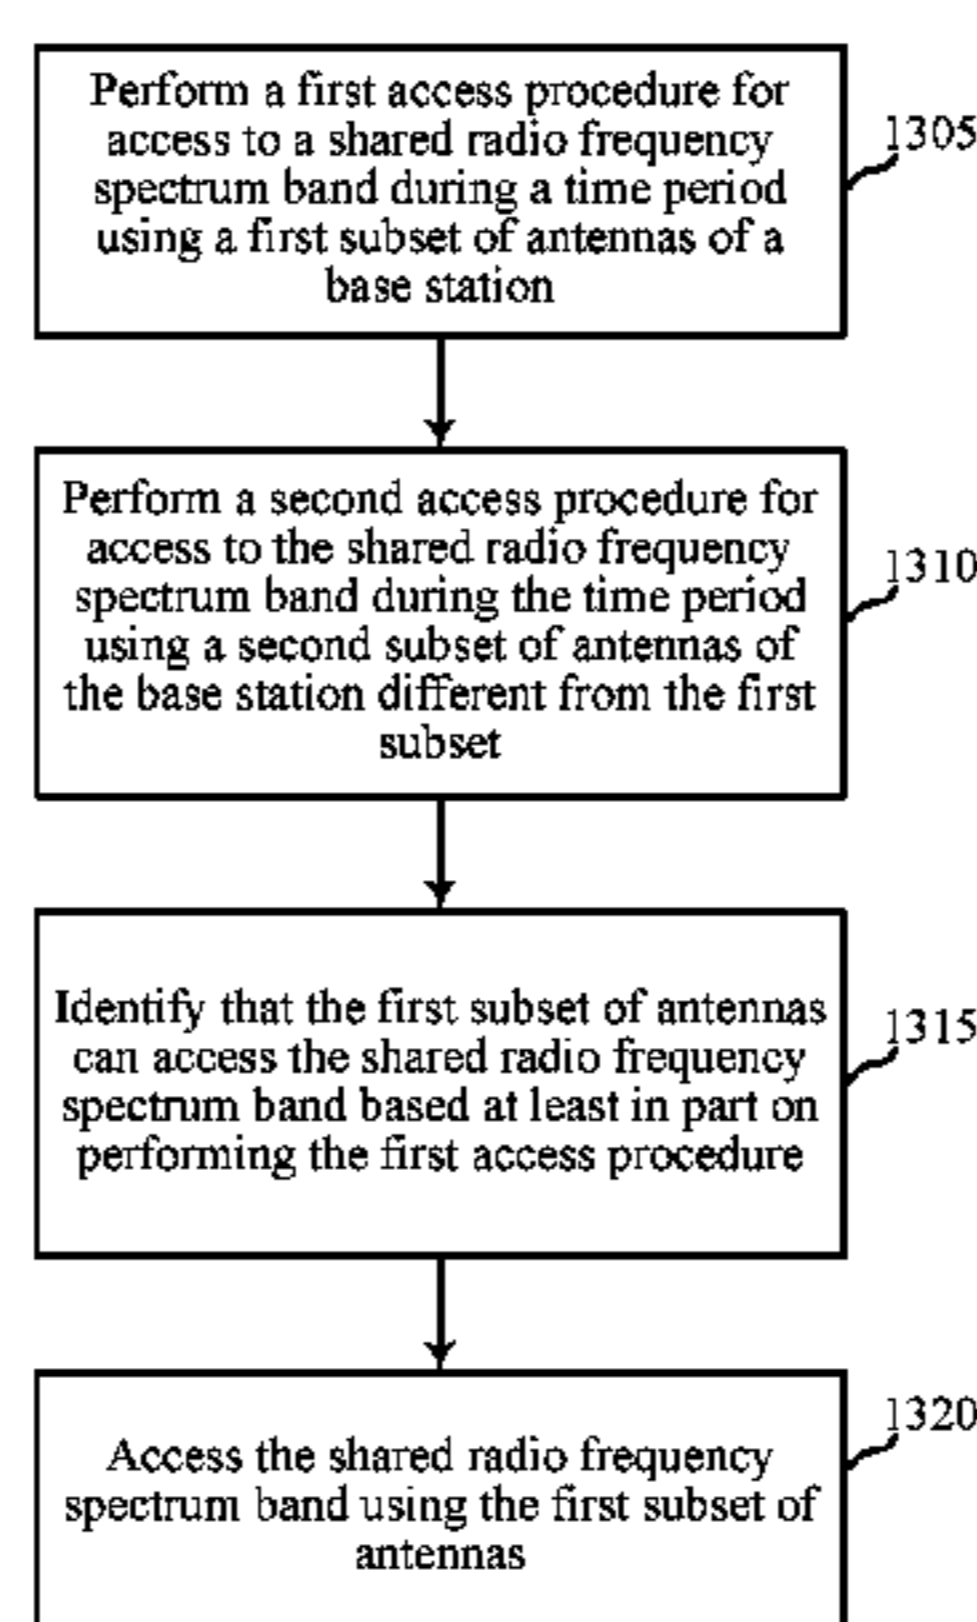 Perform a first access procedure for
access to a shared radio frequency
spectrum band during a time period
using a first subset of antennas of a
base station
1305
Perform a second access procedure for
access to the shared radio frequency
spectrum band during the time period
using a second subset of antennas of
the base station different from the first
subset
1310
Identify that the first subset of antennas
can access the shared radio frequency
spectrum band based at least in part on
performing the first access procedure
1315
Access the shared radio frequency
spectrum band using the first subset of
antennas
1320